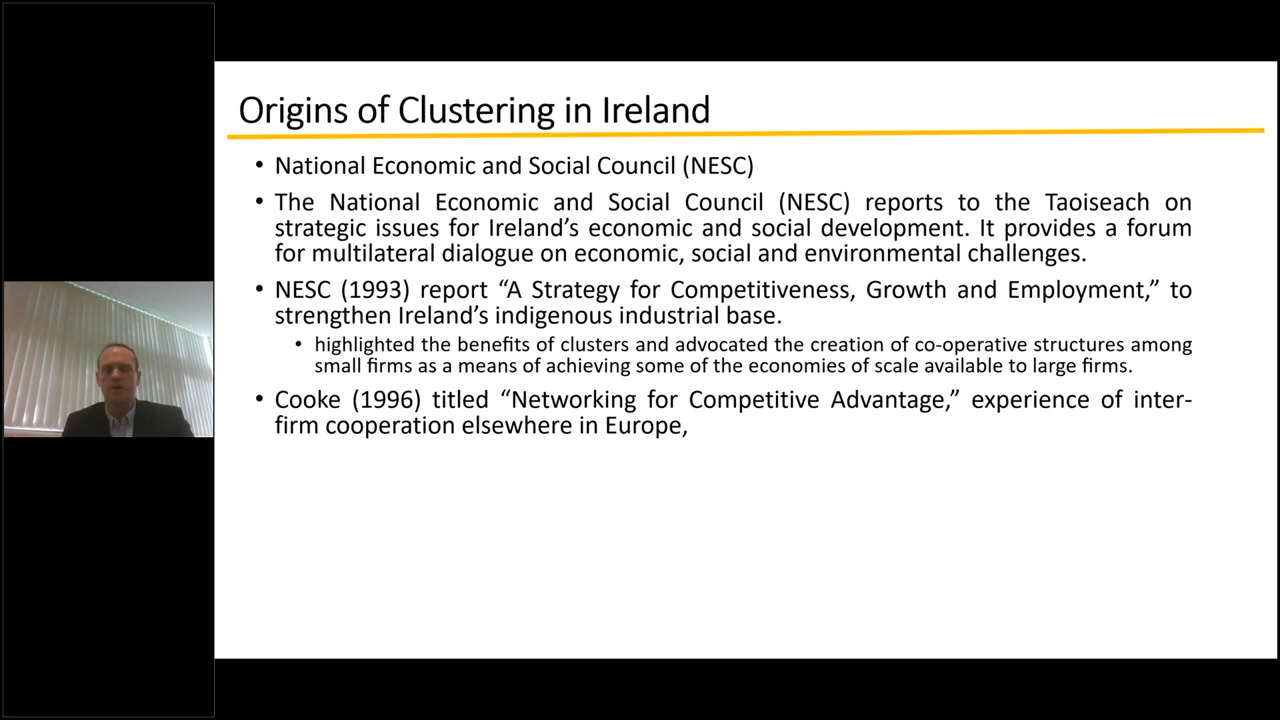 Origins of Clustering in Ireland
• National Economic and Social Council (NESC)
• The National Economic and Social Council (NESC) reports to the Taoiseach on
strategic issues for Ireland’s economic and social development. It provides a forum
for multilateral dialogue on economic, social and environmental challenges.
• NESC (1993) report “A Strategy for Competitiveness, Growth and Employment,” to
strengthen Ireland’s indigenous industrial base.
• highlighted the benefits of clusters and advocated the creation of co-operative structures among
small firms as a means of achieving some of the economies of scale available to large firms.
• Cooke (1996) titled “Networking for Competitive Advantage,” experience of inter-
firm cooperation elsewhere in Europe,